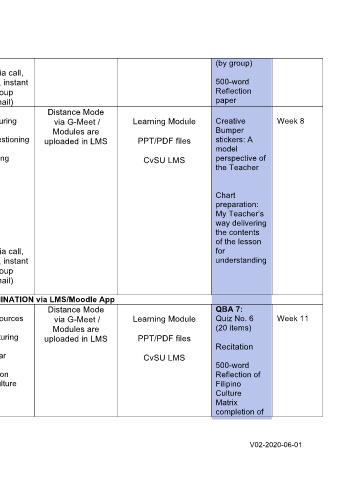 (by group)
ia call,
instant
oup
ail)
500-word
Reflection
paper
uring
estioning
ng
Distance Mode
via G-Meet /
Modules are
uploaded in LMS
Learning Module
PPT/PDF files
CvSU LMS
Creative
Bumper
stickers: A
model
perspective of
the Teacher
Chart
preparation:
My Teacher's
way delivering
the contents
of the lesson
for
understanding
Week 8
ia call,
, instant
oup
ail)
INATION via LMS/Moodle App
ources
turing
ar
on
ulture
Distance Mode
via G-Meet /
Modules are
uploaded in LMS
Learning Module
PPT/PDF files
CvSU LMS
QBA 7:
Quiz No. 6
(20 items)
Recitation
500-word
Reflection of
Filipino
Culture
Matrix
completion of
Week 11
V02-2020-06-01